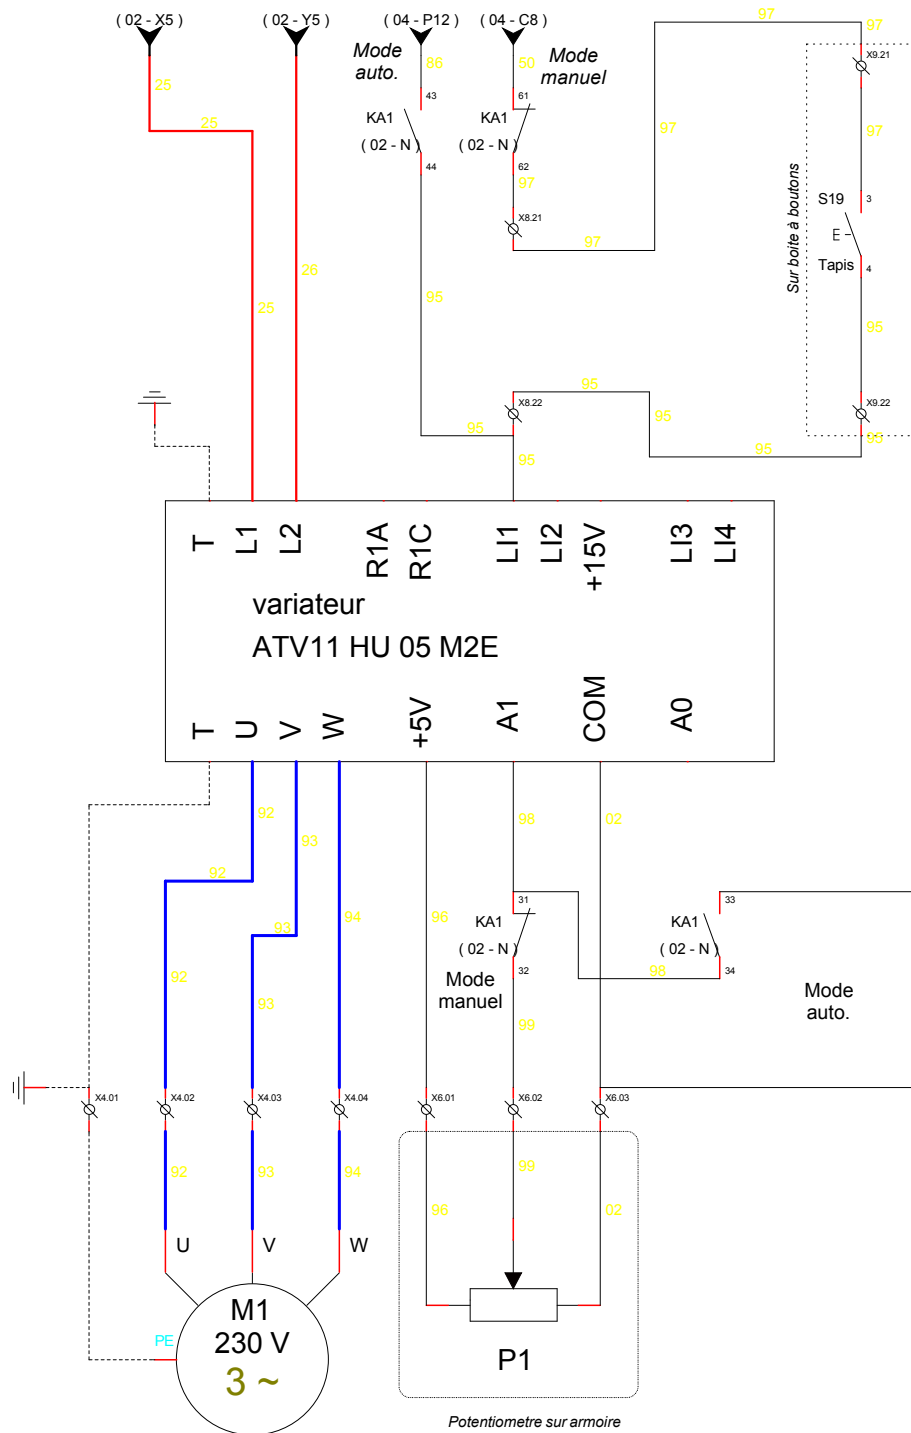 ( 02 - X5 )
( 02 - Y5 )
( 04 - P12 )
( 04 - C8 )
97
97
Mode
auto.
86
50
Mode
manuel
X9.21
25
43
61
25
KA1
KA1
97
97
( 02 - N )
( 02 - N )
44
62
97
Sur boite à boutons
S19
3
X8.21
E
97
Tapis
4
26
25
95
95
95
X8.22
X9.22
95
95
95
95
95
T
L1
L2
R1A
R1C
LI1
LI2
+15V
LI3
LI4
variateur
ATV11 HU 05 M2E
T
U
V
W
+5V
A1
COM
A0
92
93
98
02
92
31
33
93
94
96
KA1
KA1
( 02 - N )
( 02 - N )
92
32
98
34
Mode
manuel
Mode
auto.
93
99
X4.01
X4.02
X4.03
X4.04
X6.01
X6.02
X6.03
92
93
94
99
96
02
U
V
W
M1
230 V
3 ~
PE
P1
Potentiometre sur armoire